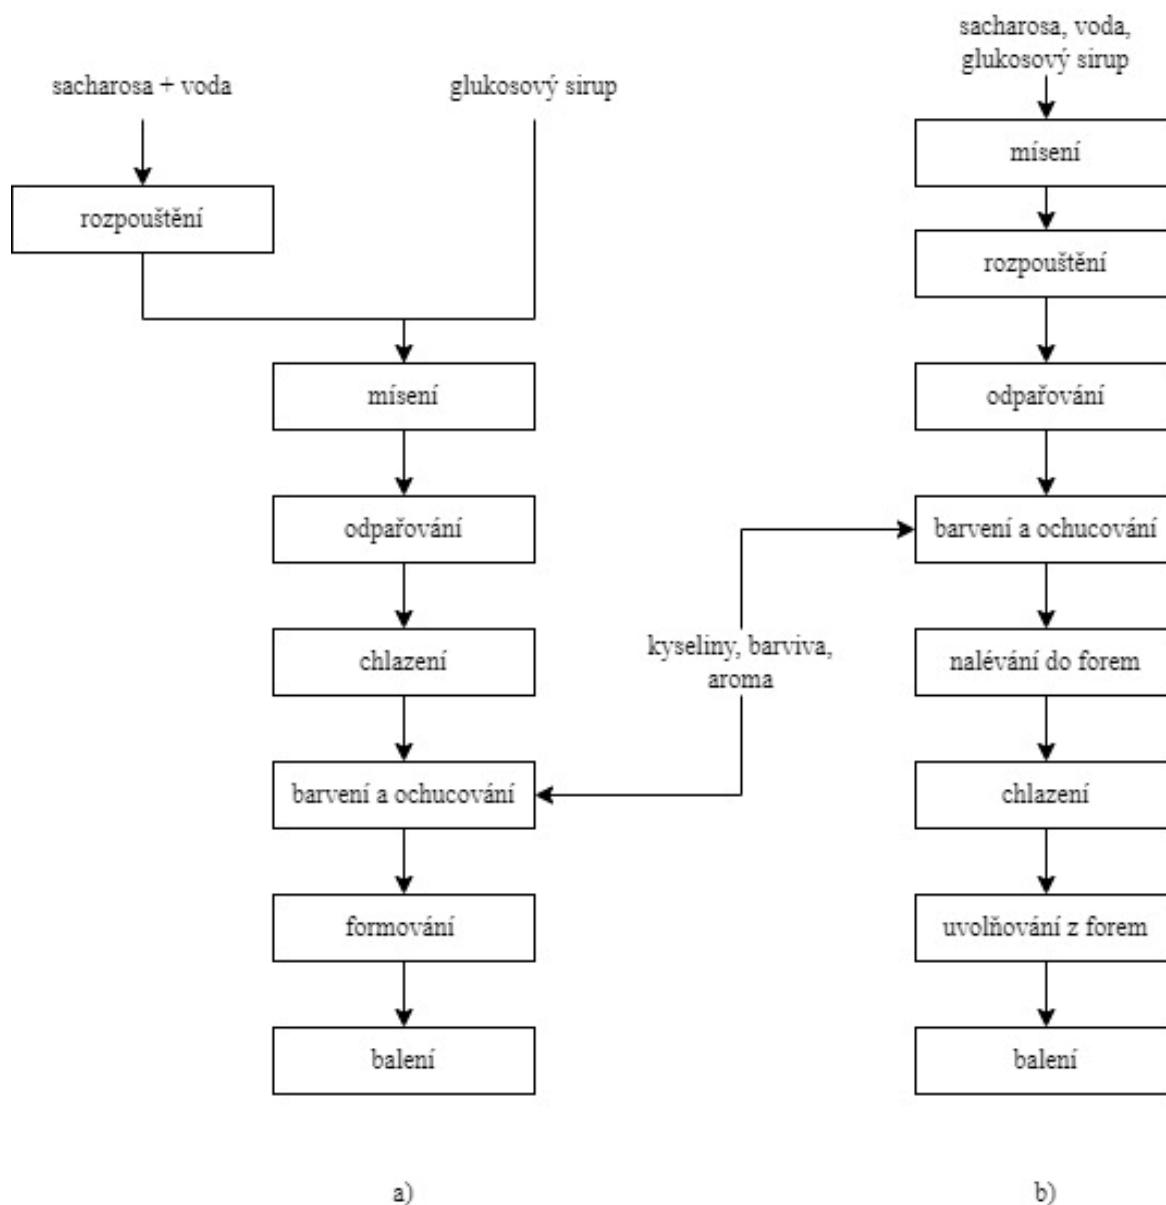 sacharosa + voda
glukosový sirup
rozpouštění
mísení
odpařování
chlazení
barvení a ochucování
formování
balení
a)
kyseliny, barviva,
aroma
sacharosa, voda,
glukosový sirup
mísení
rozpouštění
odpařování
barvení a ochucování
nalévání do forem
chlazení
uvolňování z forem
balení
b)